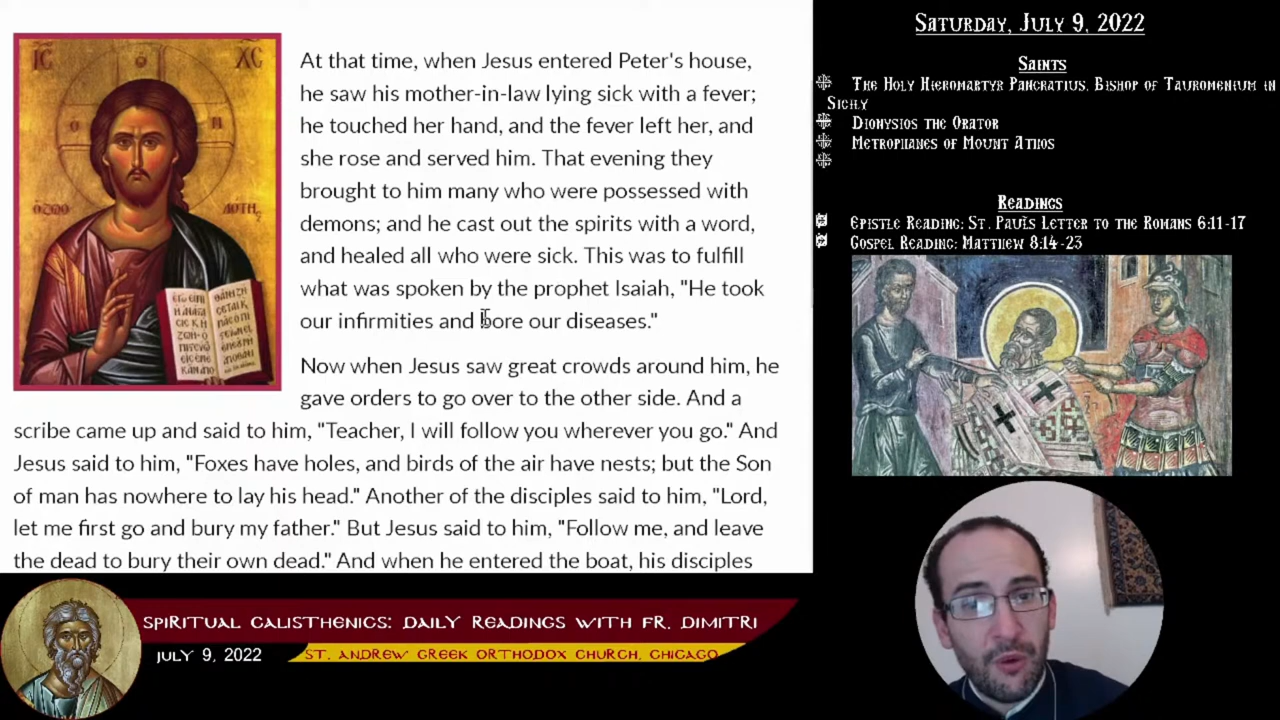 At that time, when Jesus entered Peter's house,
he saw his mother-in-law lying sick with a fever;
he touched her hand, and the fever left her, and
she rose and served him. That evening they
brought to him many who were possessed with
demons; and he cast out the spirits with a word,
and healed all who were sick. This was to fulfill
what was spoken by the prophet Isaiah, "He took
our infirmities and bore our diseases."
Now when Jesus saw great crowds around him, he
gave orders to go over to the other side. And a
scribe came up and said to him, "Teacher, I will follow you wherever you go." And
Jesus said to him, "Foxes have holes, and birds of the air have nests; but the Son
of man has nowhere to lay his head." Another of the disciples said to him, "Lord,
let me first go and bury my father." But Jesus said to him, "Follow me, and leave
the dead to bury their own dead." And when he entered the boat, his disciples
IC XC
Saturday, July 9, 2022
Saints
The Holy Hieromartyr Pancratius, Bishop of Tauromenium in
Sicily
Dionysios the Orator
Metrophanes of Mount Athos
Readings
Epistle Reading: St. Paul's Letter to the Romans 6:11-17
Gospel Reading: Matthew 8:14-23
Spiritual Calisthenics: Daily Readings with Fr. Dimitri
July 9, 2022
St. Andrew Greek Orthodox Church, Chicago